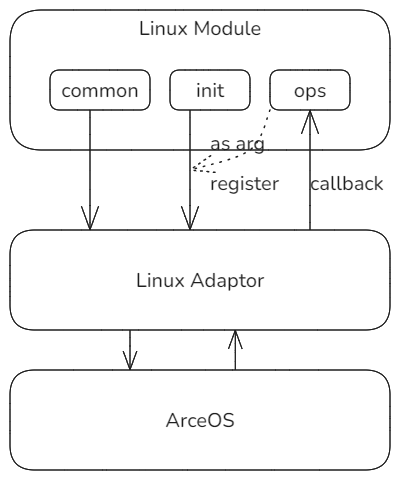 Linux Module
common
init
ops
as arg
register
callback
Linux Adaptor
ArceOS